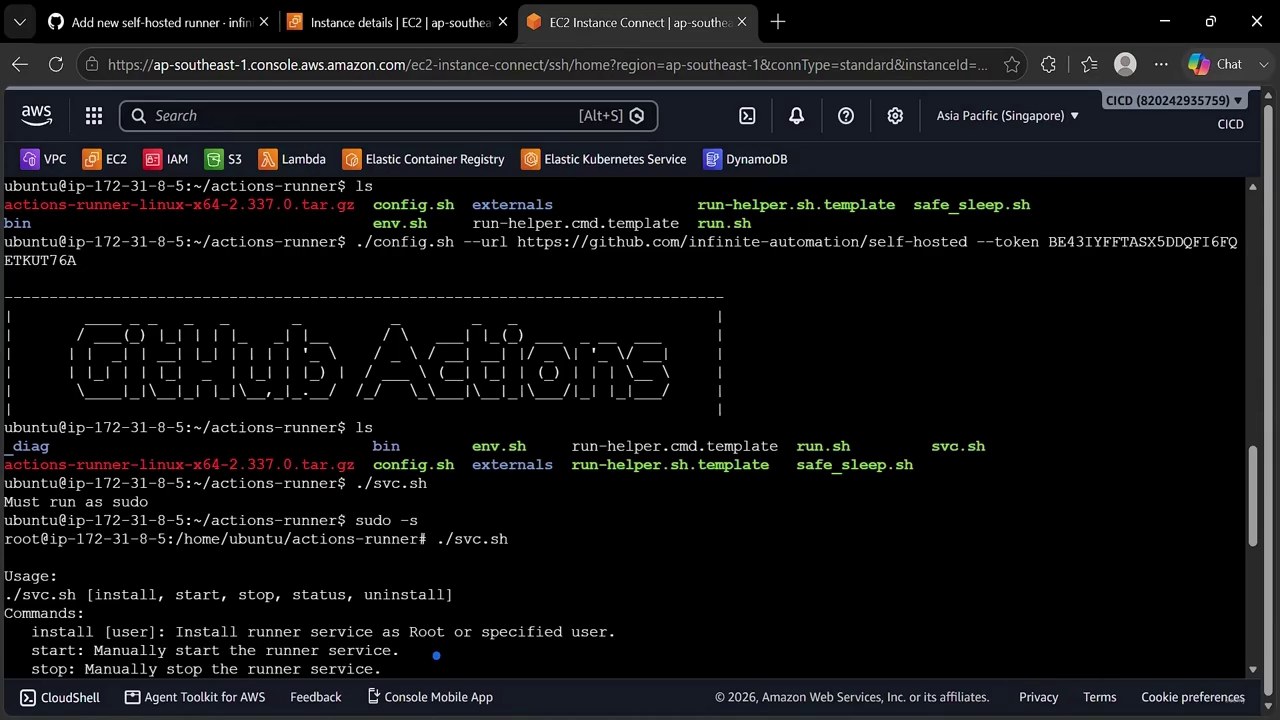 Add new self-hosted runner · infin
Instance details | EC2 | ap-southea
EC2 Instance Connect | ap-southea
https://ap-southeast-1.console.aws.amazon.com/ec2-instance-connect/ssh/home?region=ap-southeast-1&connType=standard&instanceId=...
Chat
aws
Search
[Alt+S]
Asia Pacific (Singapore)
CICD (820242935759)
CICD
VPC
EC2
IAM
S3
Lambda
Elastic Container Registry
Elastic Kubernetes Service
DynamoDB
ubuntu@ip-172-31-8-5:~/actions-runner$ ls
actions-runner-linux-x64-2.337.0.tar.gz config.sh externals run-helper.sh.template safe_sleep.sh
bin env.sh run-helper.cmd.template run.sh
ubuntu@ip-172-31-8-5:~/actions-runner$ ./config.sh --url https://github.com/infinite-automation/self-hosted --token BE43IYFFTASX5DDQFI6FQ
ETKUT76A
GitHub Actions
ubuntu@ip-172-31-8-5:~/actions-runner$ ls
_diag bin env.sh run-helper.cmd.template run.sh svc.sh
actions-runner-linux-x64-2.337.0.tar.gz config.sh externals run-helper.sh.template safe_sleep.sh
ubuntu@ip-172-31-8-5:~/actions-runner$ ./svc.sh
Must run as sudo
ubuntu@ip-172-31-8-5:~/actions-runner$ sudo -s
root@ip-172-31-8-5:/home/ubuntu/actions-runner# ./svc.sh
Usage:
./svc.sh [install, start, stop, status, uninstall]
Commands:
install [user]: Install runner service as Root or specified user.
start: Manually start the runner service.
stop: Manually stop the runner service.
CloudShell
Agent Toolkit for AWS
Feedback
Console Mobile App
© 2026, Amazon Web Services, Inc. or its affiliates.
Privacy
Terms
Cookie preferences